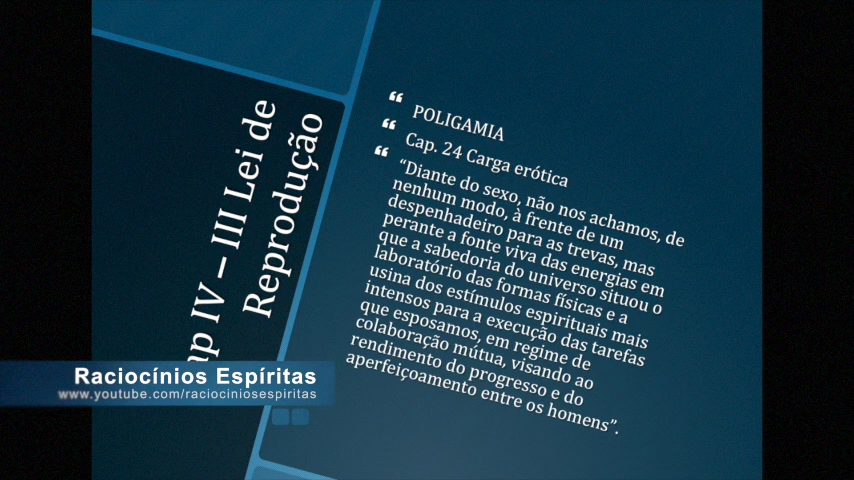 ap IV – III Lei de
Reprodução
POLIGAMIA
Cap. 24 Carga erótica
“Diante do sexo, não nos achamos, de
nenhum modo, à frente de um
despenhadeiro para as trevas, mas
perante a fonte viva das energias em
que a sabedoria do universo situou o
laboratório das formas físicas e a
usina dos estímulos espirituais mais
intensos para a execução das tarefas
que esposamos, em regime de
colaboração mútua, visando ao
rendimento do progresso e do
aperfeiçoamento entre os homens”.
Raciocínios Espíritas
www.youtube.com/raciociniosespiritas